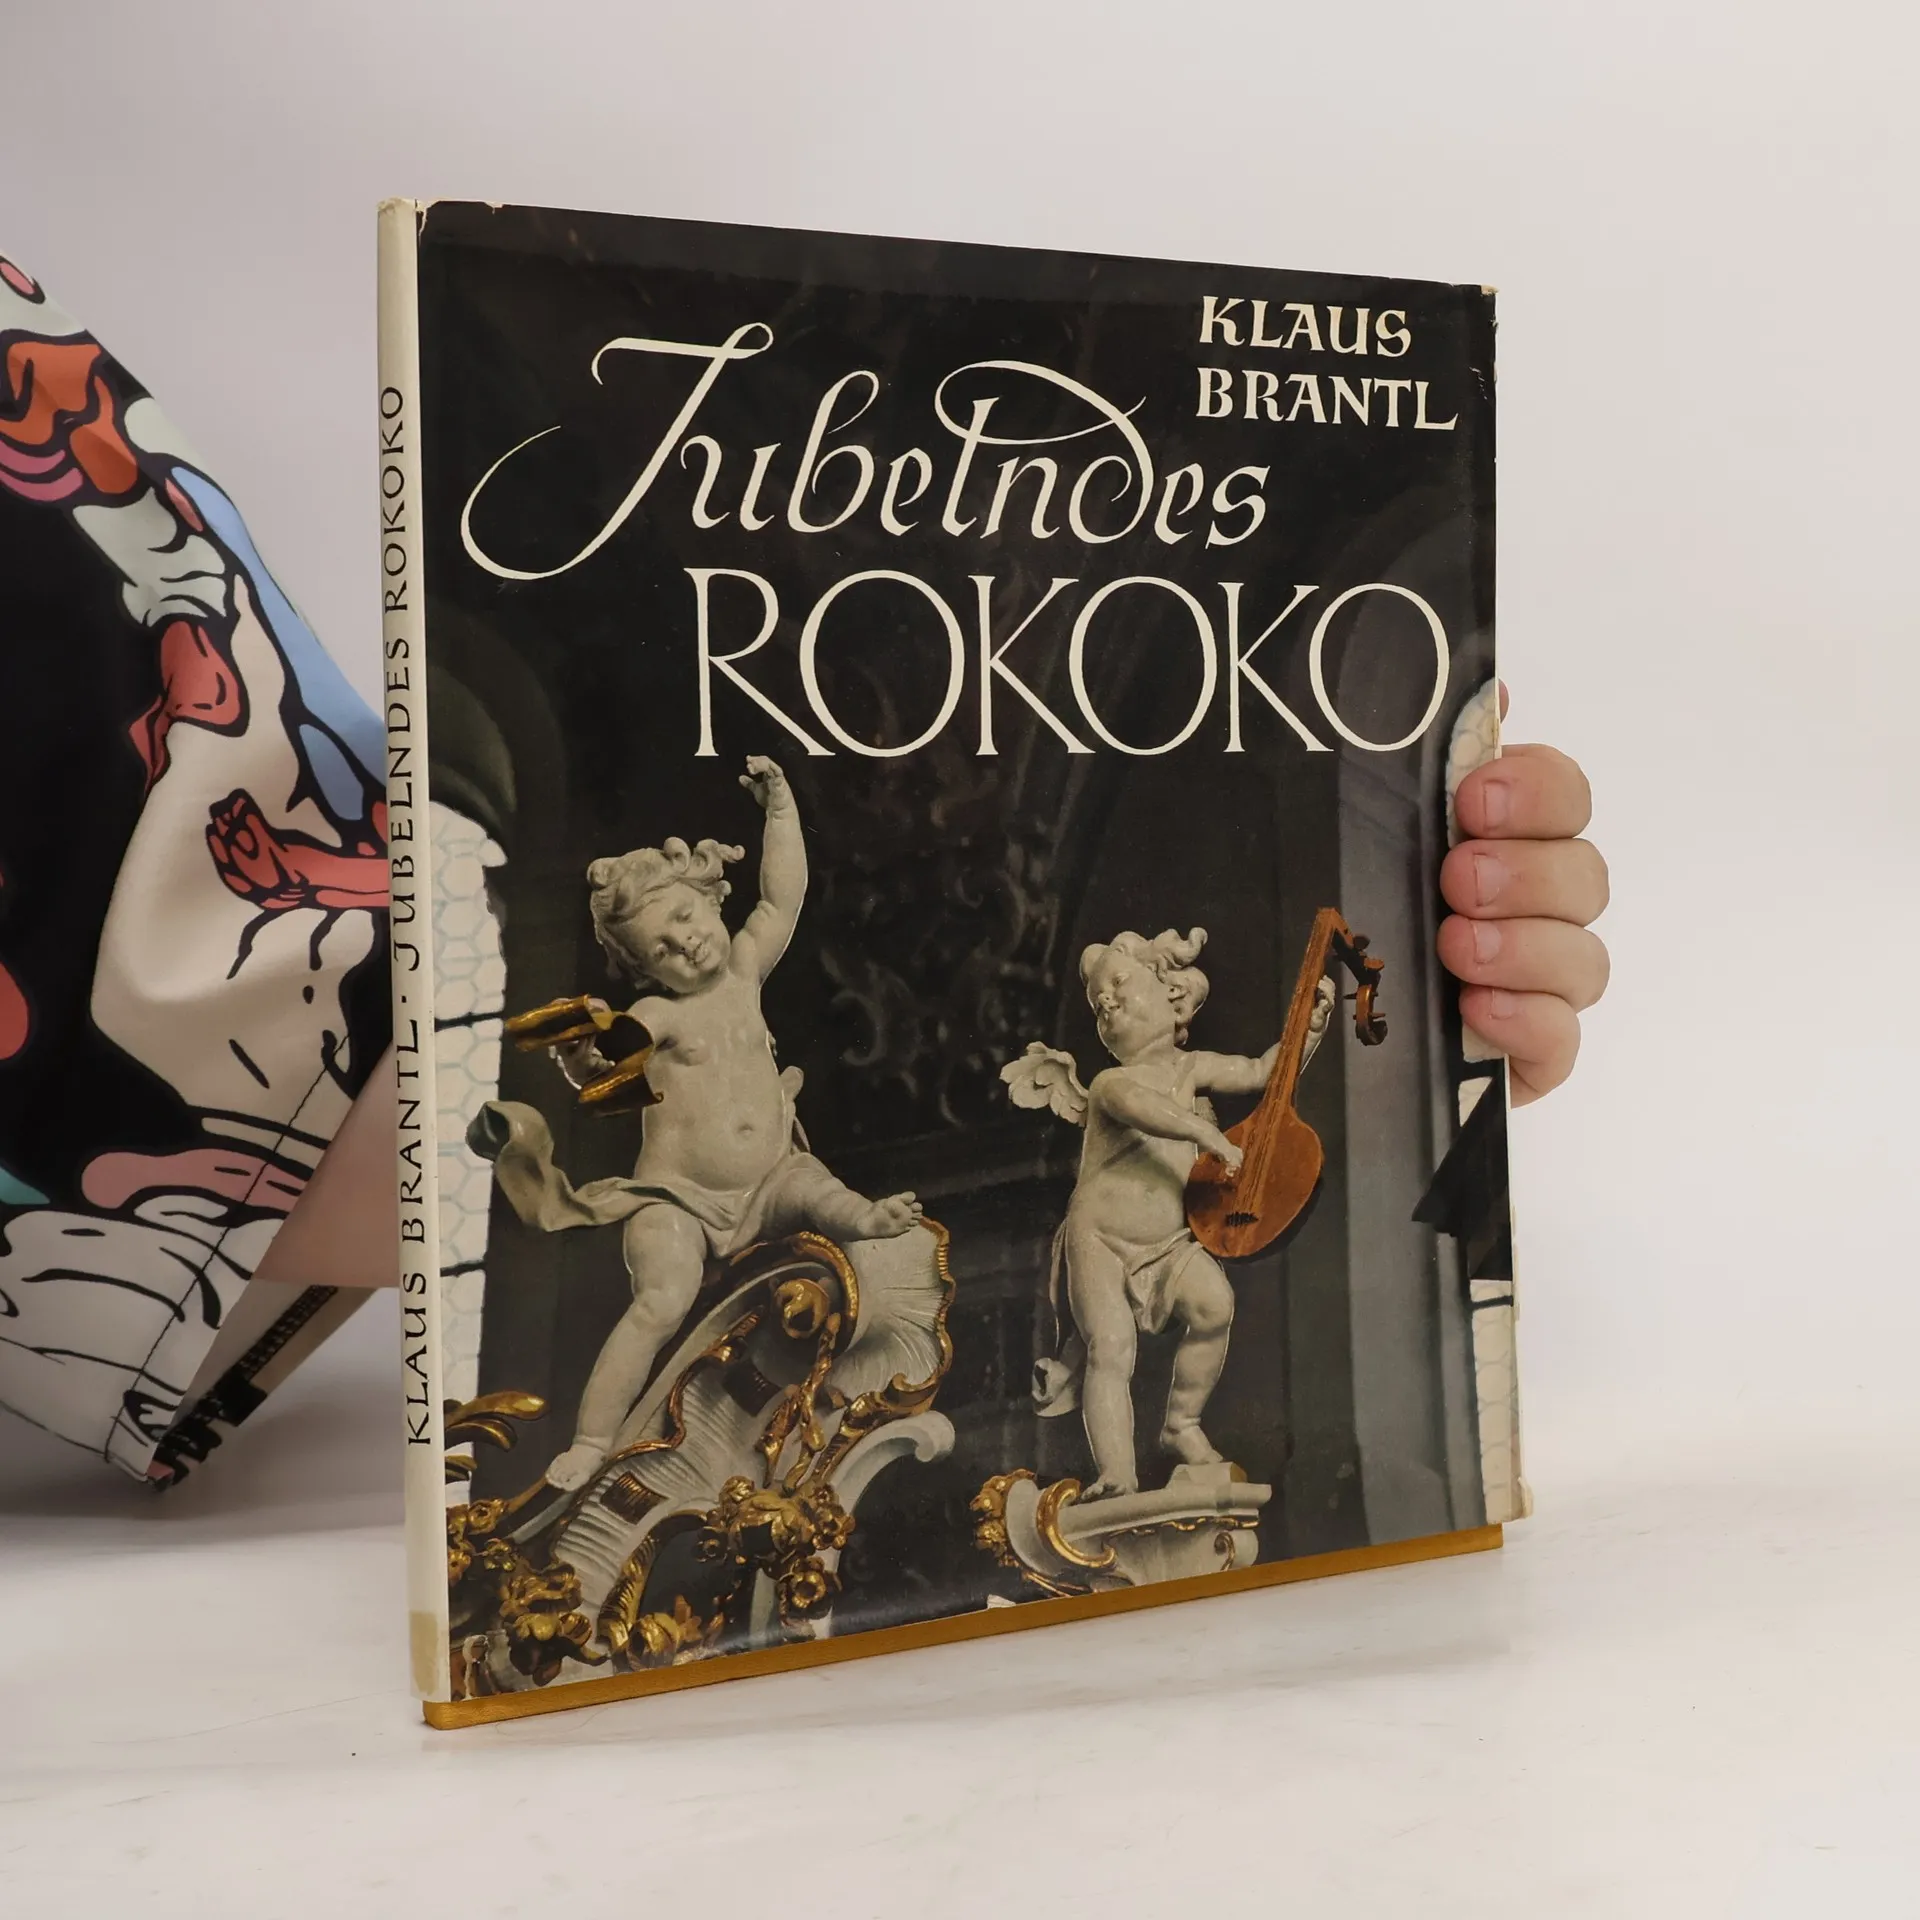 KLAUS
BRANTL
Jubelndes
ROKOKO
KLAUS BRANTL · JUBELNDES ROKOKO